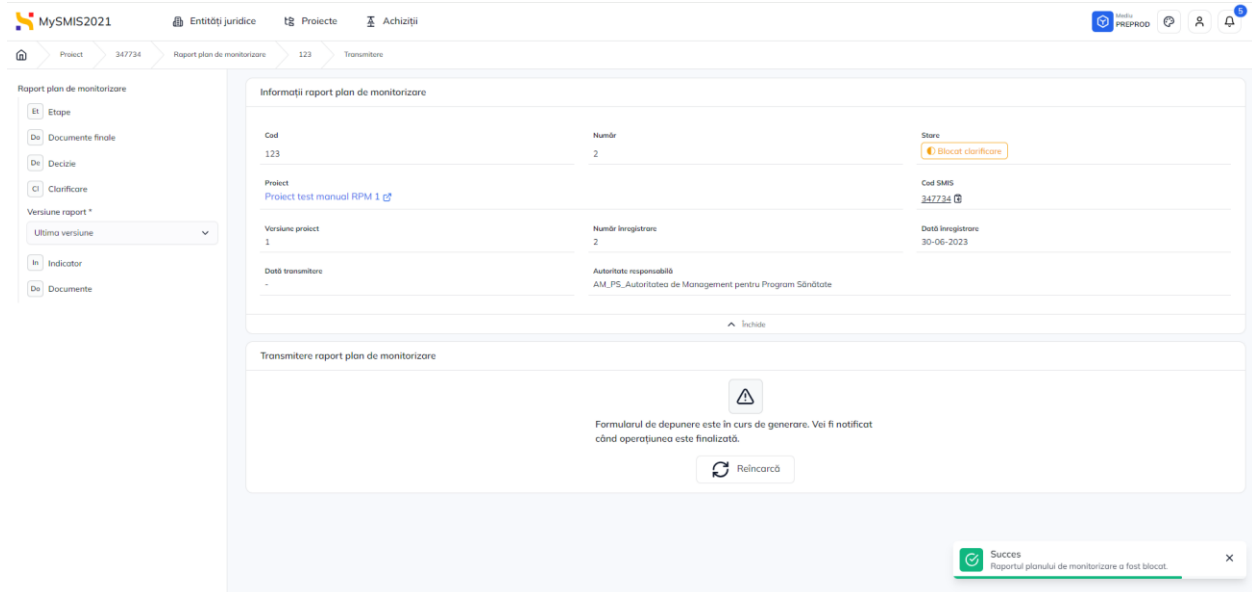 MySMIS2021
Entități juridice
Proiecte
Achiziții
Mediu
PREPROD
5
Proiect
347734
Raport plan de monitorizare
123
Transmitere
Raport plan de monitorizare
Et Etape
Do Documente finale
De Decizie
Cl Clarificare
Versiune raport *
Ultima versiune
In Indicator
Do Documente
Informații raport plan de monitorizare
Cod
Număr
Stare
123
2
Blocat clarificare
Proiect
Cod SMIS
Proiect test manual RPM 1
347734
Versiune proiect
Număr înregistrare
Dată înregistrare
1
2
30-06-2023
Dată transmitere
Autoritate responsabilă
-
AM_PS_Autoritatea de Management pentru Program Sănătate
Închide
Transmitere raport plan de monitorizare
Formularul de depunere este în curs de generare. Vei fi notificat
când operațiunea este finalizată.
Reîncarcă
Succes
Raportul planului de monitorizare a fost blocat.